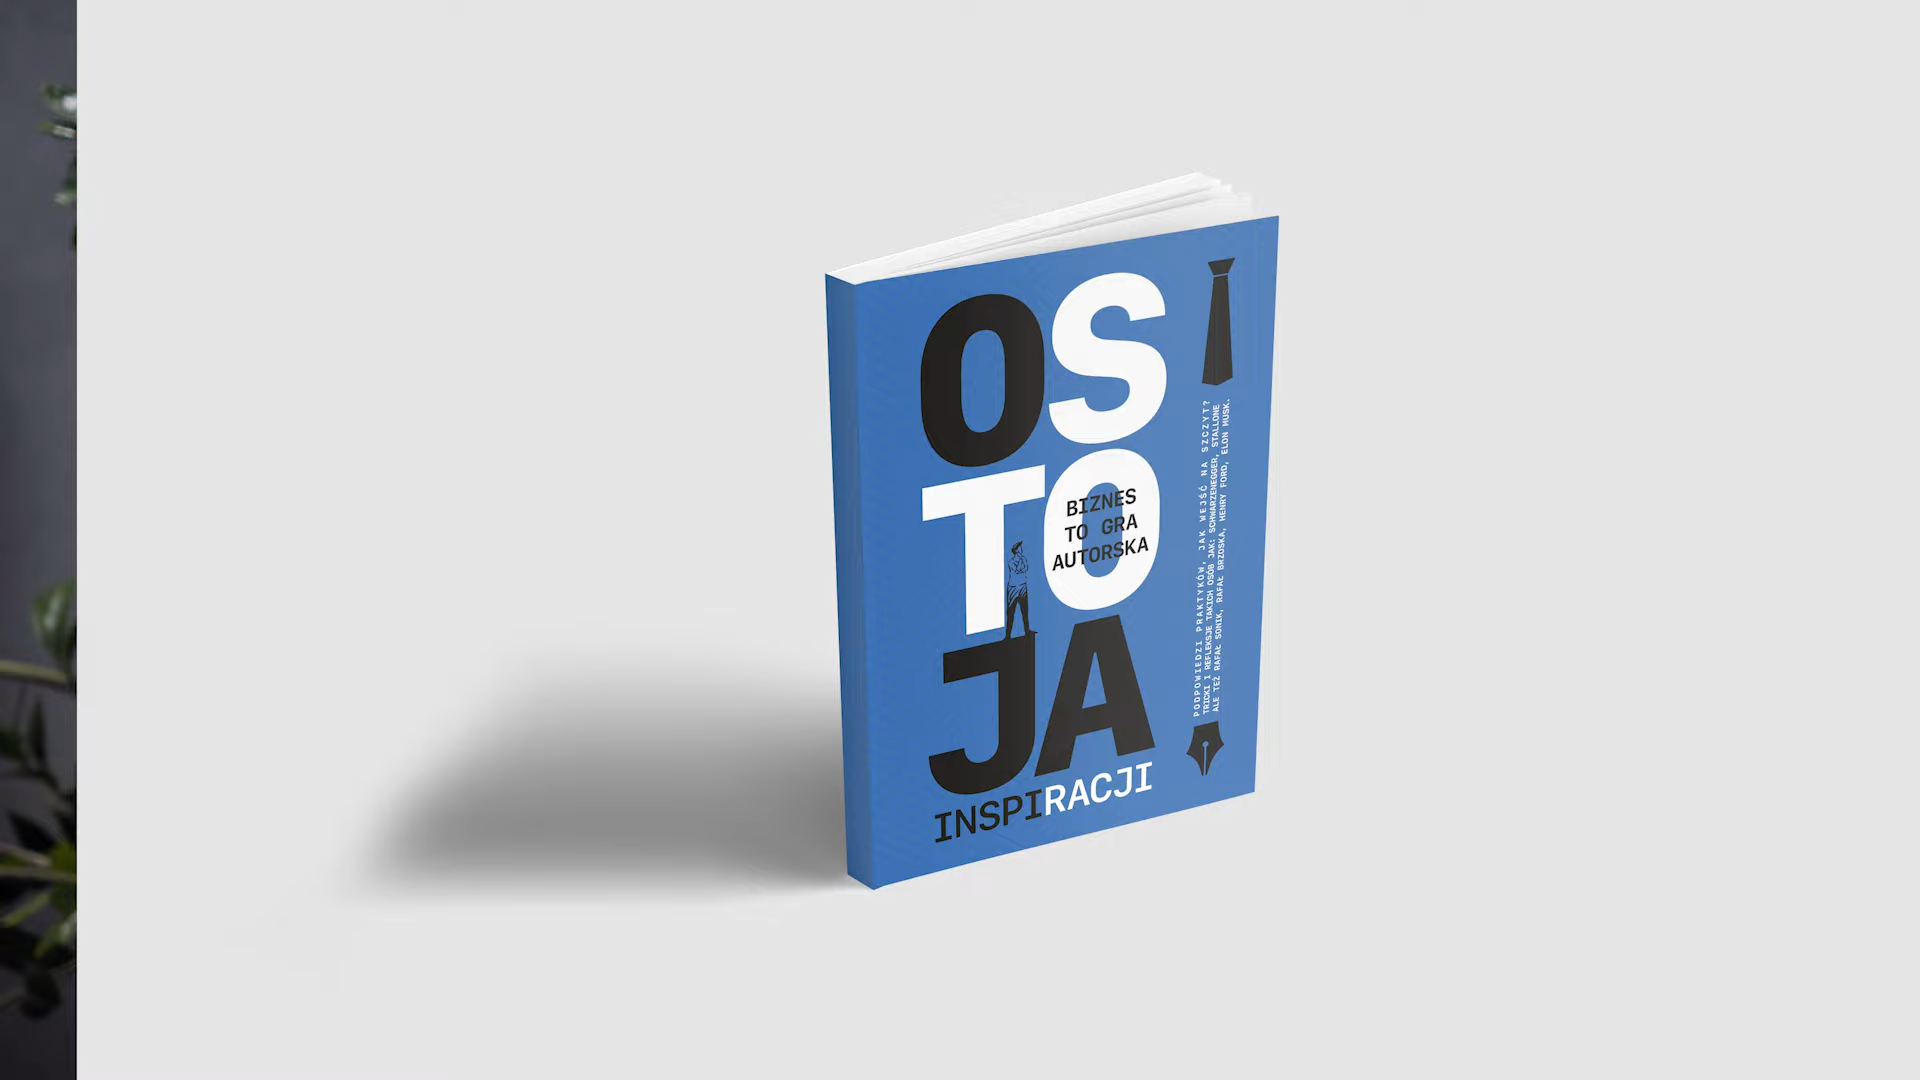 OS
TO
JA
INSPIRACJI
BIZNES
TO GRA
AUTORSKA
PODPOWIEDZI PRAKTYKÓW, JAK WEJŚĆ NA SZCZYT?
TRICKI I REFLEKSJE TAKICH OSÓB JAK: SCHWARZENEGGER, STALLONE
ALE TEŻ RAFAŁ SONIK, RAFAŁ BRZOSKA, HENRY FORD, ELON MUSK.